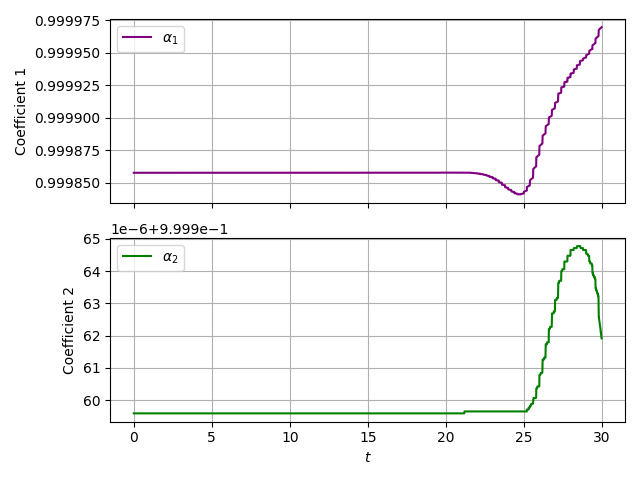 0.999975
0.999950
0.999925
0.999900
0.999875
0.999850
Coefficient 1
α₁
1e-6+9.999e-1
65
64
63
62
61
60
Coefficient 2
α₂
0 5 10 15 20 25 30
t